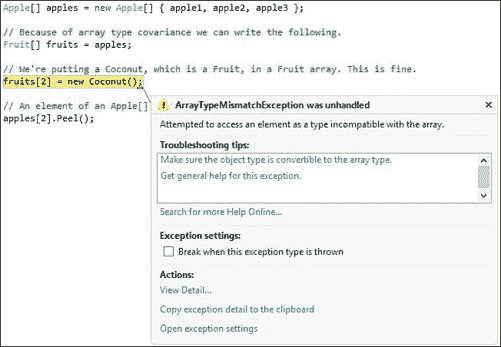 Apple[] apples = new Apple[] { apple1, apple2, apple3 };
// Because of array type covariance we can write the following.
Fruit[] fruits = apples;
// We're putting a Coconut, which is a Fruit, in a Fruit array. This is fine.
fruits[2] = new Coconut();
// An element of an Apple[]
apples[2].Peel();
ArrayTypeMismatchException was unhandled
Attempted to access an element as a type incompatible with the array.
Troubleshooting tips:
Make sure the object type is convertible to the array type.
Get general help for this exception.
Search for more Help Online...
Exception settings:
Break when this exception type is thrown
Actions:
View Detail...
Copy exception detail to the clipboard
Open exception settings